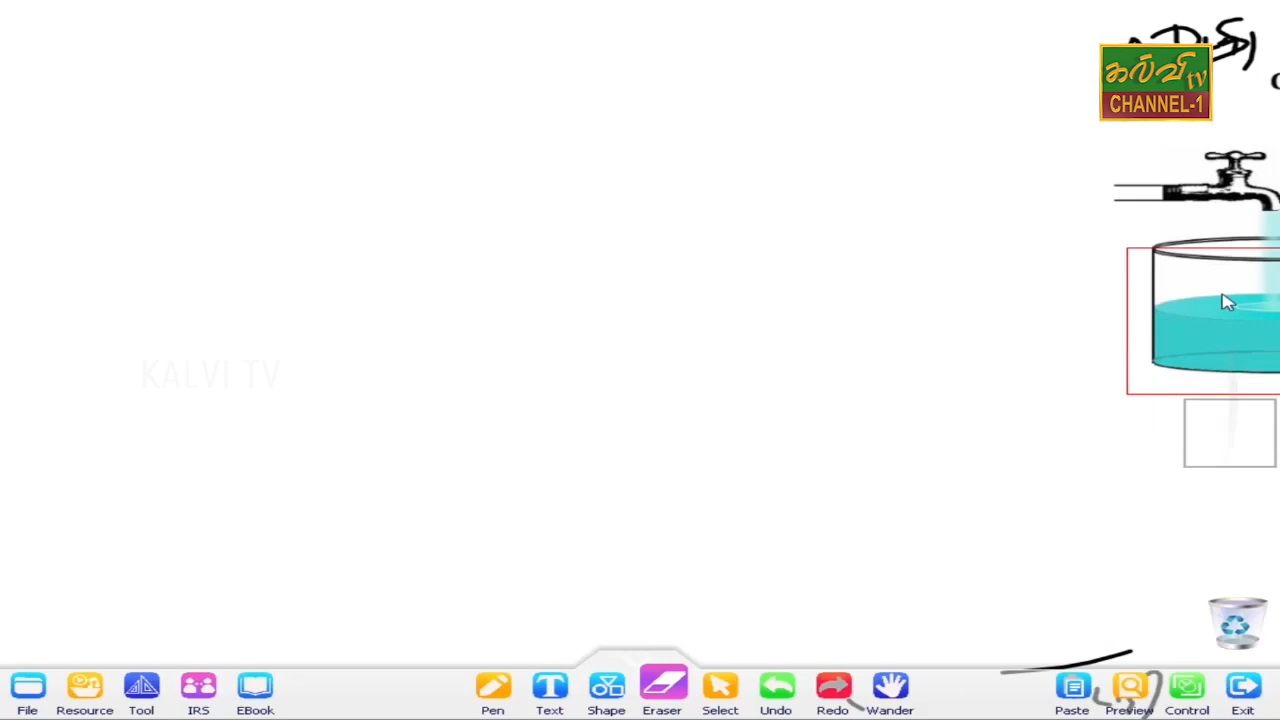 கல்வி tv
CHANNEL-1
KALVI TV
File Resource Tool IRS EBook Pen Text Shape Eraser Select Undo Redo Wander Paste Preview Control Exit